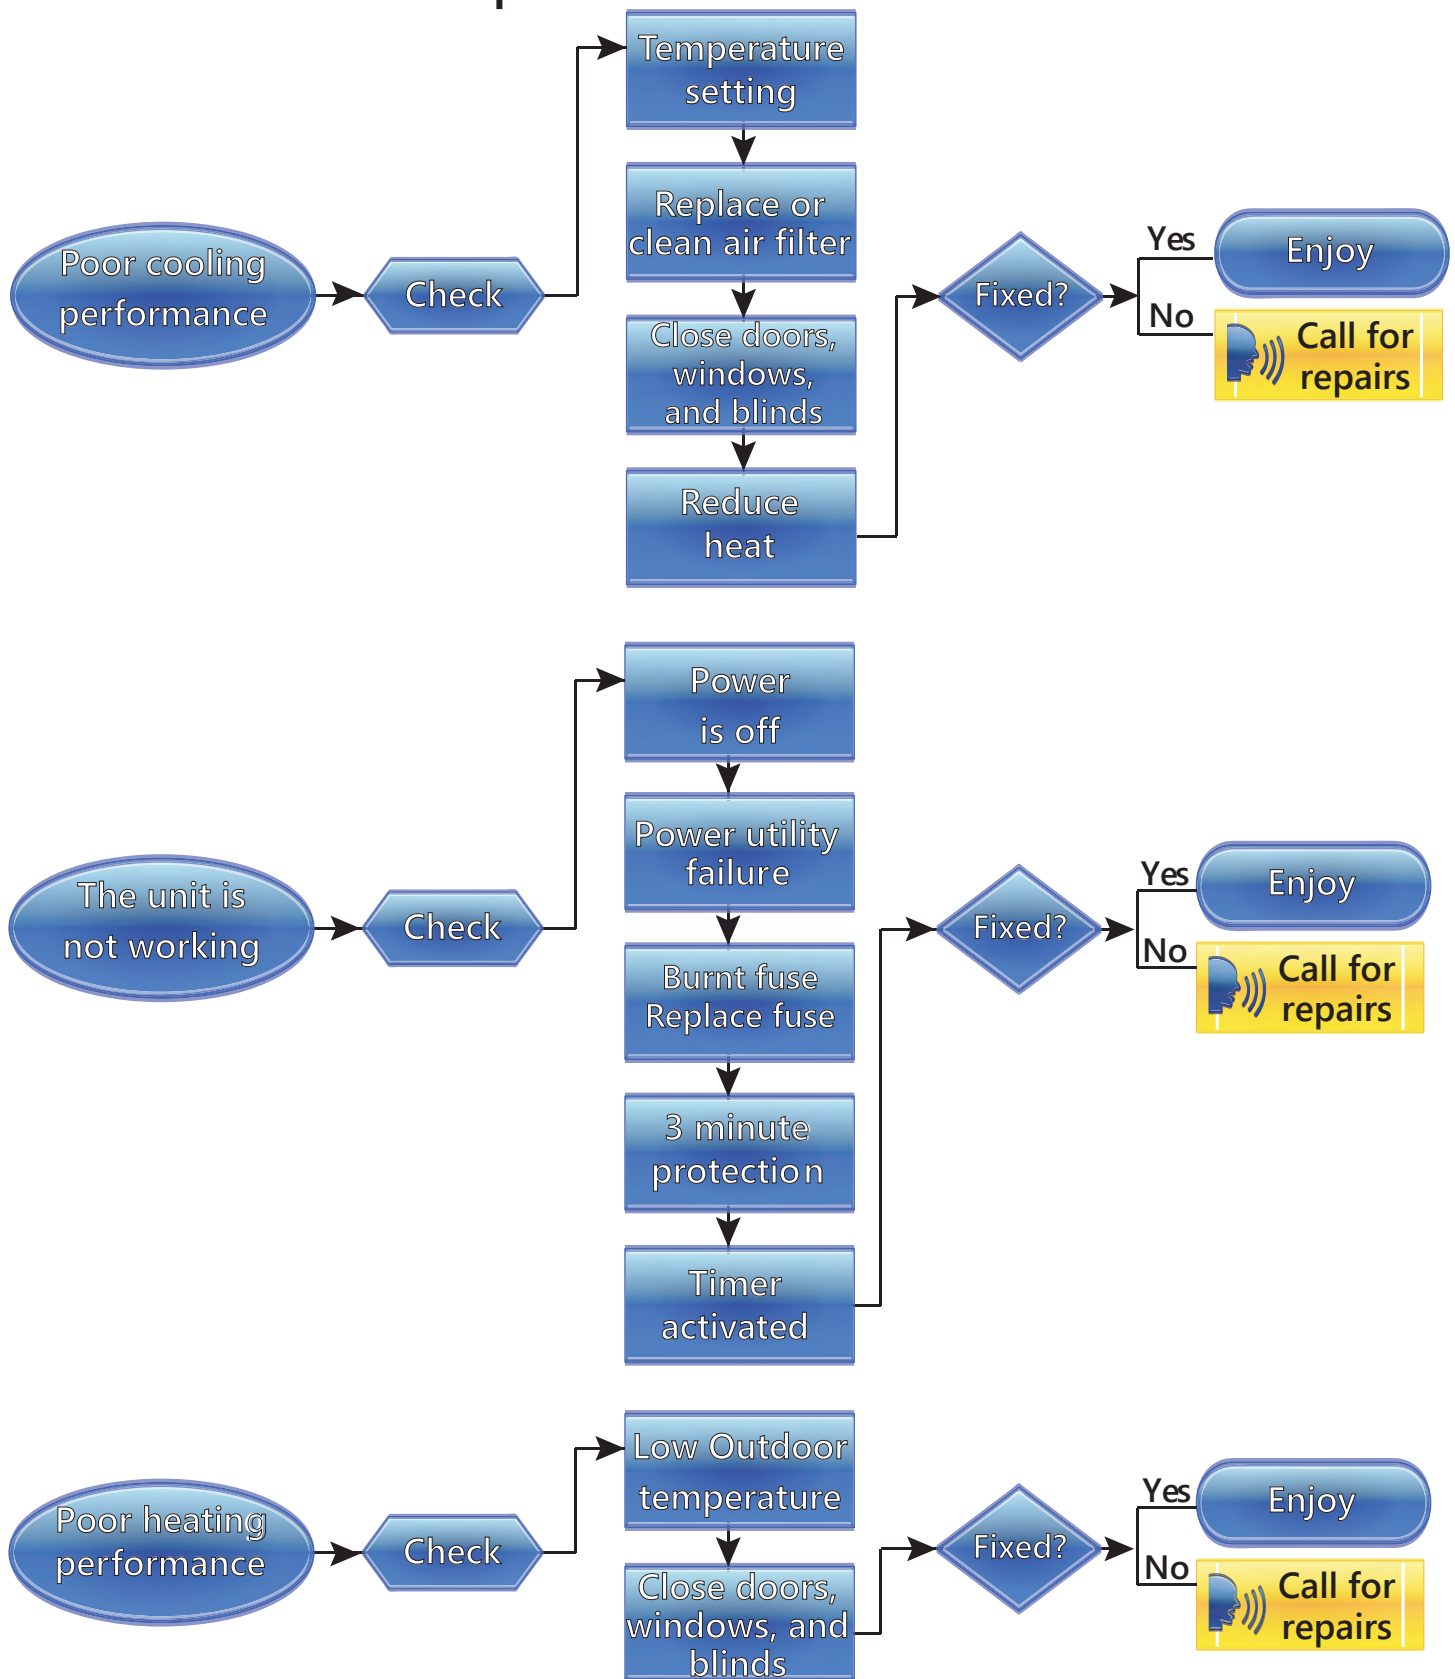 Temperature
setting
Replace or
clean air filter
Close doors,
windows,
and blinds
Reduce
heat
Poor cooling
performance
Check
Fixed?
Yes
No
Enjoy
Call for
repairs
Power
is off
Power utility
failure
Burnt fuse
Replace fuse
3 minute
protection
Timer
activated
The unit is
not working
Check
Fixed?
Yes
No
Enjoy
Call for
repairs
Low Outdoor
temperature
Close doors,
windows, and
blinds
Poor heating
performance
Check
Fixed?
Yes
No
Enjoy
Call for
repairs